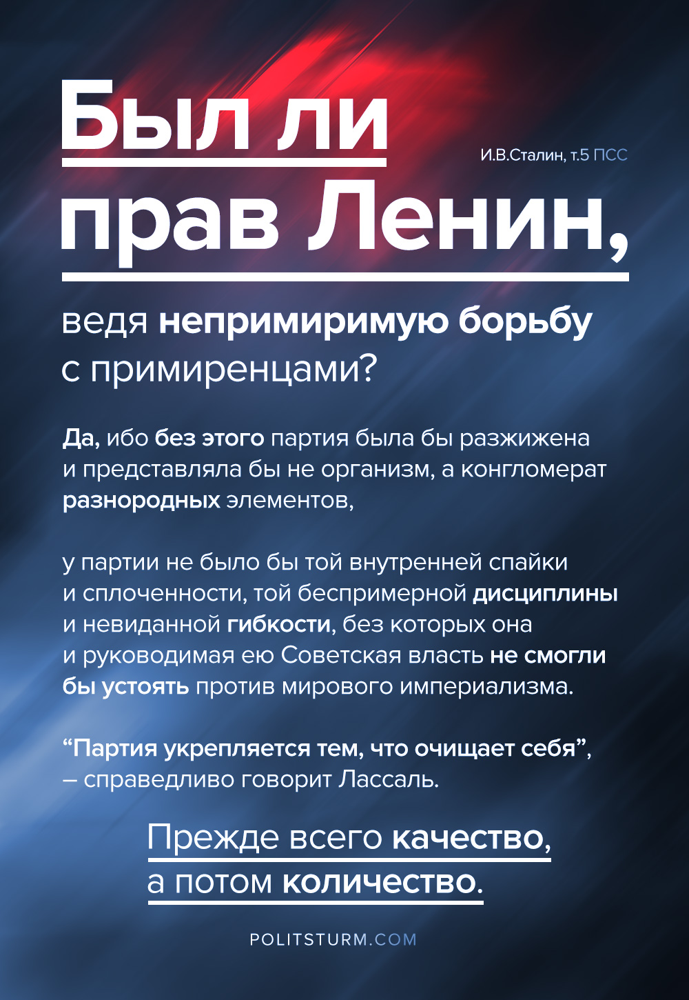 Был ли
И.В.Сталин, т.5 ПСС
прав Ленин,
ведя непримиримую борьбу
с примиренцами?
Да, ибо без этого партия была бы разжижена
и представляла бы не организм, а конгломерат
разнородных элементов,
у партии не было бы той внутренней спайки
и сплоченности, той беспримерной дисциплины
и невиданной гибкости, без которых она
и руководимая ею Советская власть не смогли
бы устоять против мирового империализма.
“Партия укрепляется тем, что очищает себя”,
– справедливо говорит Лассаль.
Прежде всего качество,
а потом количество.
POLITSTURM.COM